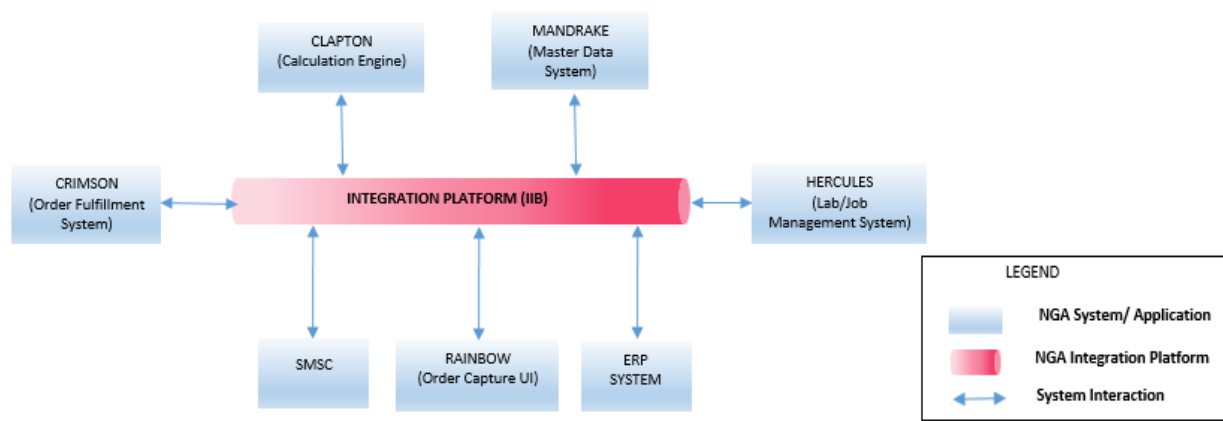 CLAPTON
(Calculation Engine)
MANDRAKE
(Master Data
System)
CRIMSON
(Order Fulfillment
System)
INTEGRATION PLATFORM (IIB)
HERCULES
(Lab/Job
Management System)
SMSC
RAINBOW
(Order Capture UI)
ERP
SYSTEM
LEGEND
NGA System/ Application
NGA Integration Platform
System Interaction